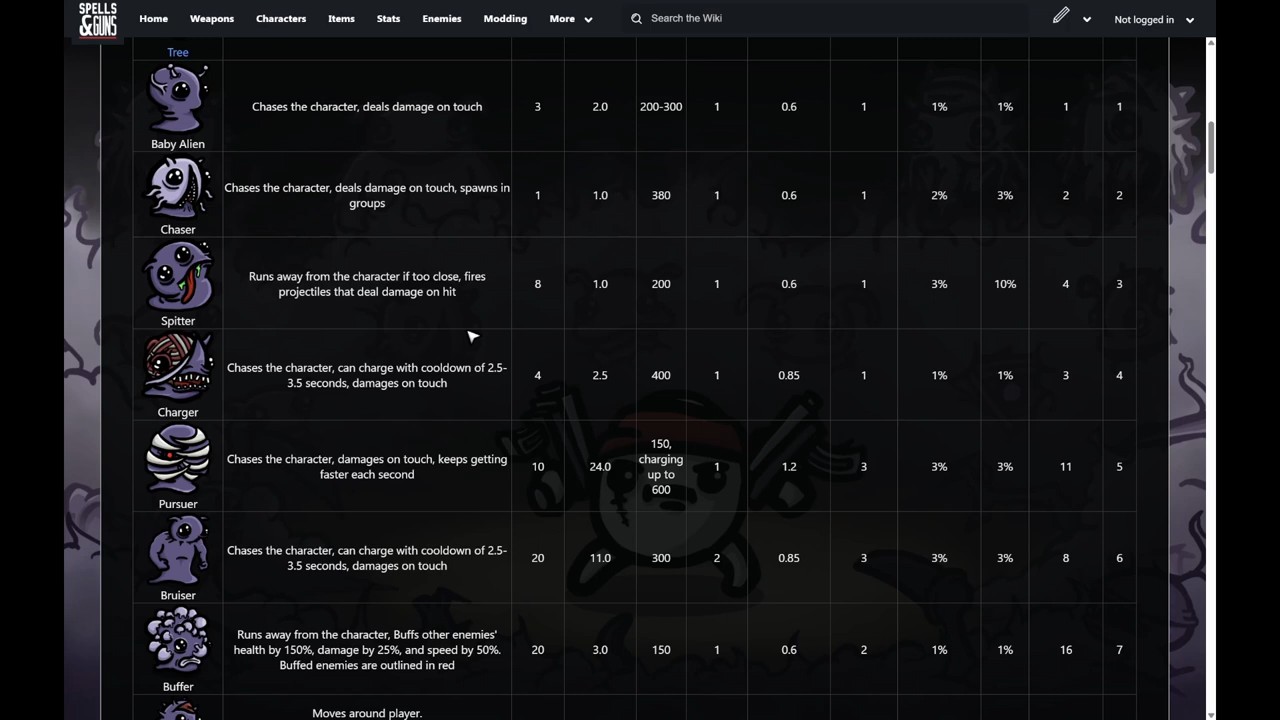 SPELLS
&GUNS
Home Weapons Characters Items Stats Enemies Modding More Search the Wiki Not logged in
Tree
Baby Alien Chases the character, deals damage on touch 3 2.0 200-300 1 0.6 1 1% 1% 1 1
Chases the character, deals damage on touch, spawns in
groups
Chaser 1 1.0 380 1 0.6 1 2% 3% 2 2
Runs away from the character if too close, fires
projectiles that deal damage on hit
Spitter 8 1.0 200 1 0.6 1 3% 10% 4 3
Chases the character, can charge with cooldown of 2.5-
3.5 seconds, damages on touch
Charger 4 2.5 400 1 0.85 1 1% 1% 3 4
Chases the character, damages on touch, keeps getting
faster each second
Pursuer 10 24.0
150,
charging
up to
600
1 1.2 3 3% 3% 11 5
Chases the character, can charge with cooldown of 2.5-
3.5 seconds, damages on touch
Bruiser 20 11.0 300 2 0.85 3 3% 3% 8 6
Runs away from the character, Buffs other enemies'
health by 150%, damage by 25%, and speed by 50%.
Buffed enemies are outlined in red
Buffer 20 3.0 150 1 0.6 2 1% 1% 16 7
Moves around player.